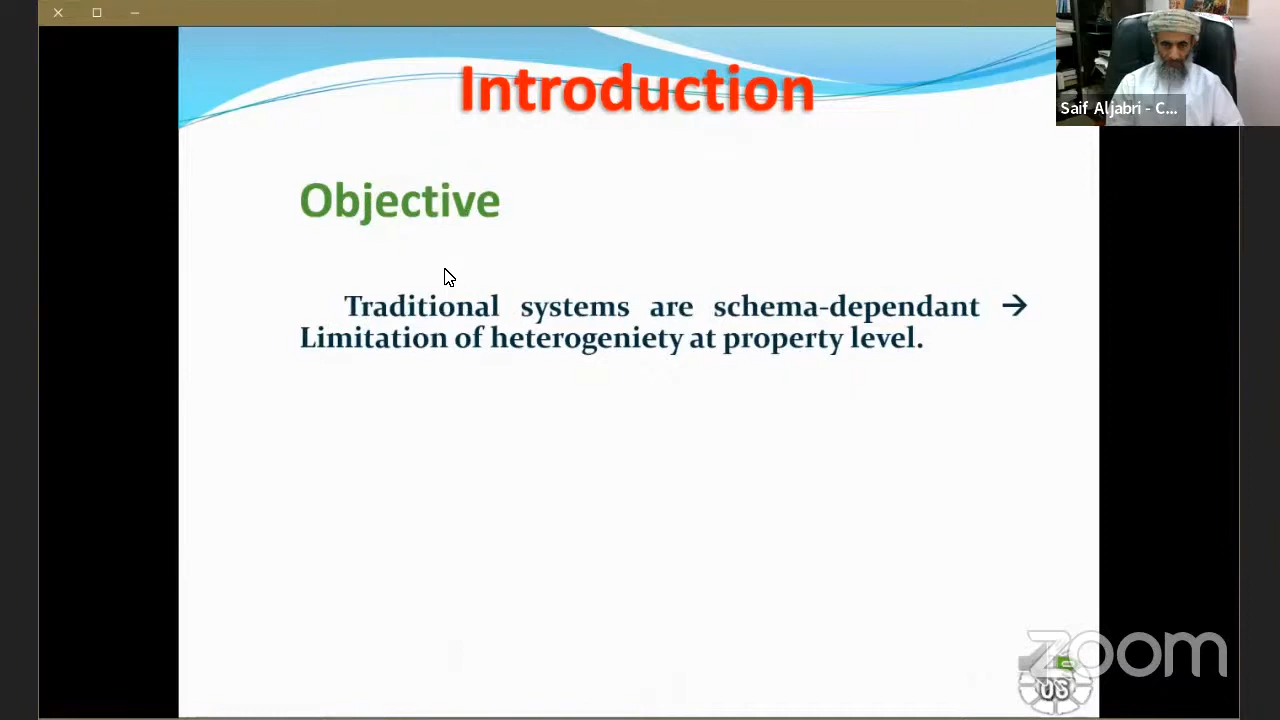 Introduction
Saif Aljabri - C...
Objective
Traditional systems are schema-dependant →
Limitation of heterogeniety at property level.
zoom